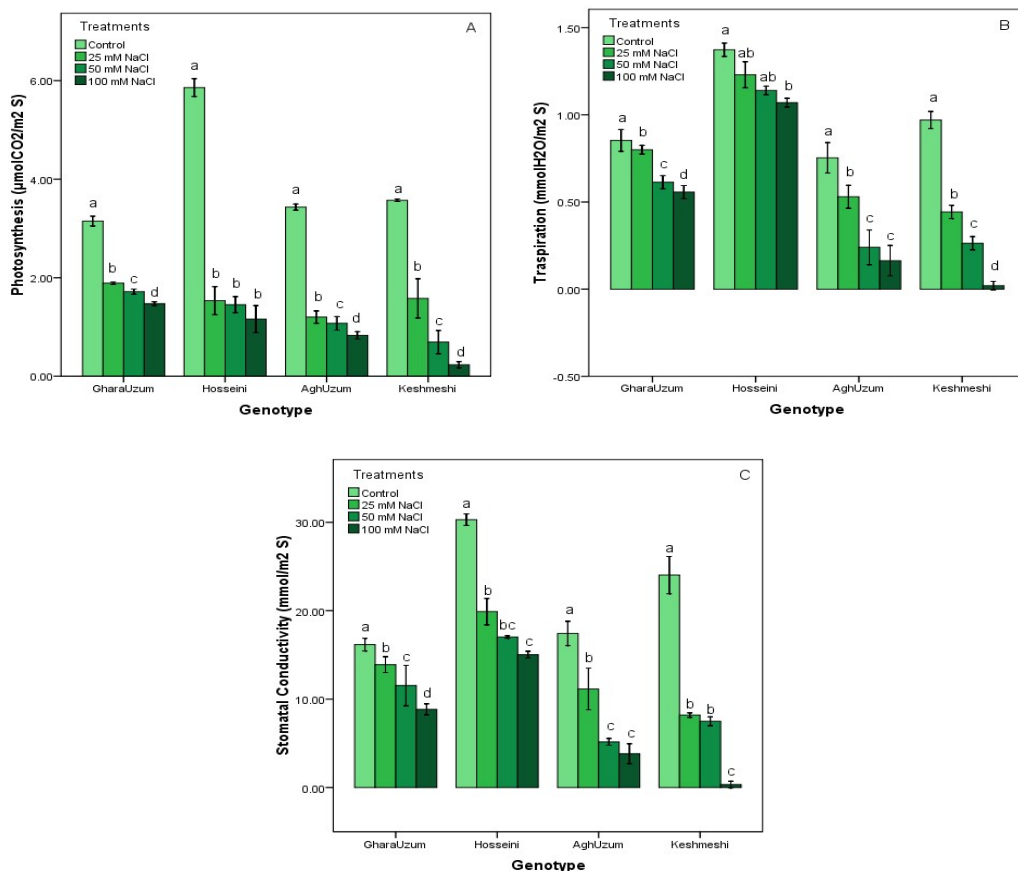 Treatments
A
Control
25 mM NaCl
50 mM NaCl
100 mM NaCl
6.00
4.00
2.00
0.00
Photosynthesis (µmolCO2/m2 S)
a
b
c
d
a
b
b
b
a
b
c
d
a
b
c
d
GharaUzum
Hosseini
AghUzum
Keshmeshi
Genotype
Treatments
B
Control
25 mM NaCl
50 mM NaCl
100 mM NaCl
1.50
1.00
0.50
0.00
-0.50
Traspiration (mmolH2O/m2 S)
a
b
c
d
a
ab
ab
b
a
b
c
c
a
b
c
d
GharaUzum
Hosseini
AghUzum
Keshmeshi
Genotype
Treatments
C
Control
25 mM NaCl
50 mM NaCl
100 mM NaCl
30.00
20.00
10.00
0.00
Stomatal Conductivity (mmol/m2 S)
a
b
c
d
a
b
bc
c
a
b
c
c
a
b
b
c
GharaUzum
Hosseini
AghUzum
Keshmeshi
Genotype